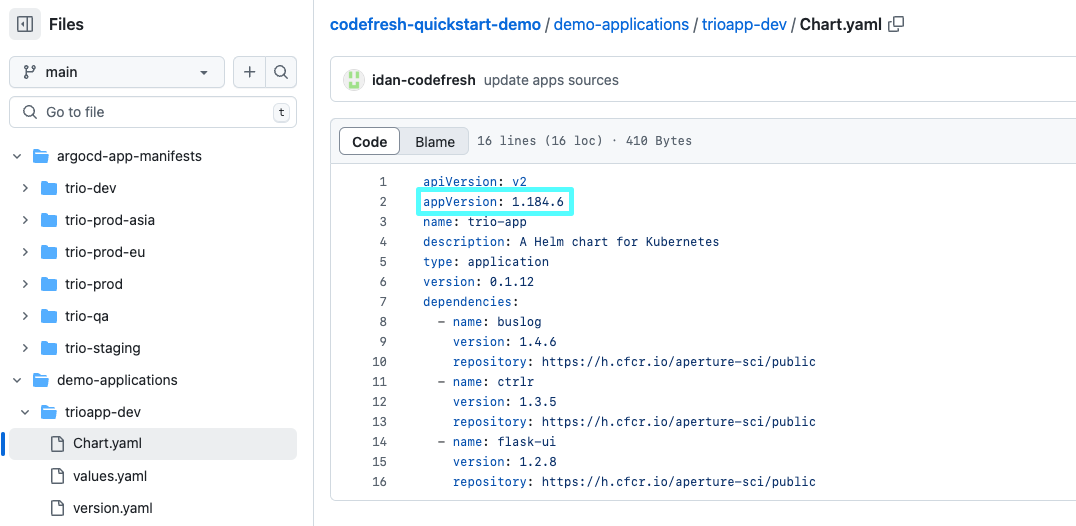 Files
main
Go to file
t
argocd-app-manifests
trio-dev
trio-prod-asia
trio-prod-eu
trio-prod
trio-qa
trio-staging
demo-applications
trioapp-dev
Chart.yaml
values.yaml
version.yaml
codefresh-quickstart-demo / demo-applications / trioapp-dev / Chart.yaml
idan-codefresh update apps sources
Code Blame 16 lines (16 loc) · 410 Bytes
1 apiVersion: v2
2 appVersion: 1.184.6
3 name: trio-app
4 description: A Helm chart for Kubernetes
5 type: application
6 version: 0.1.12
7 dependencies:
8 - name: buslog
9 version: 1.4.6
10 repository: https://h.cfcr.io/aperture-sci/public
11 - name: ctrlr
12 version: 1.3.5
13 repository: https://h.cfcr.io/aperture-sci/public
14 - name: flask-ui
15 version: 1.2.8
16 repository: https://h.cfcr.io/aperture-sci/public